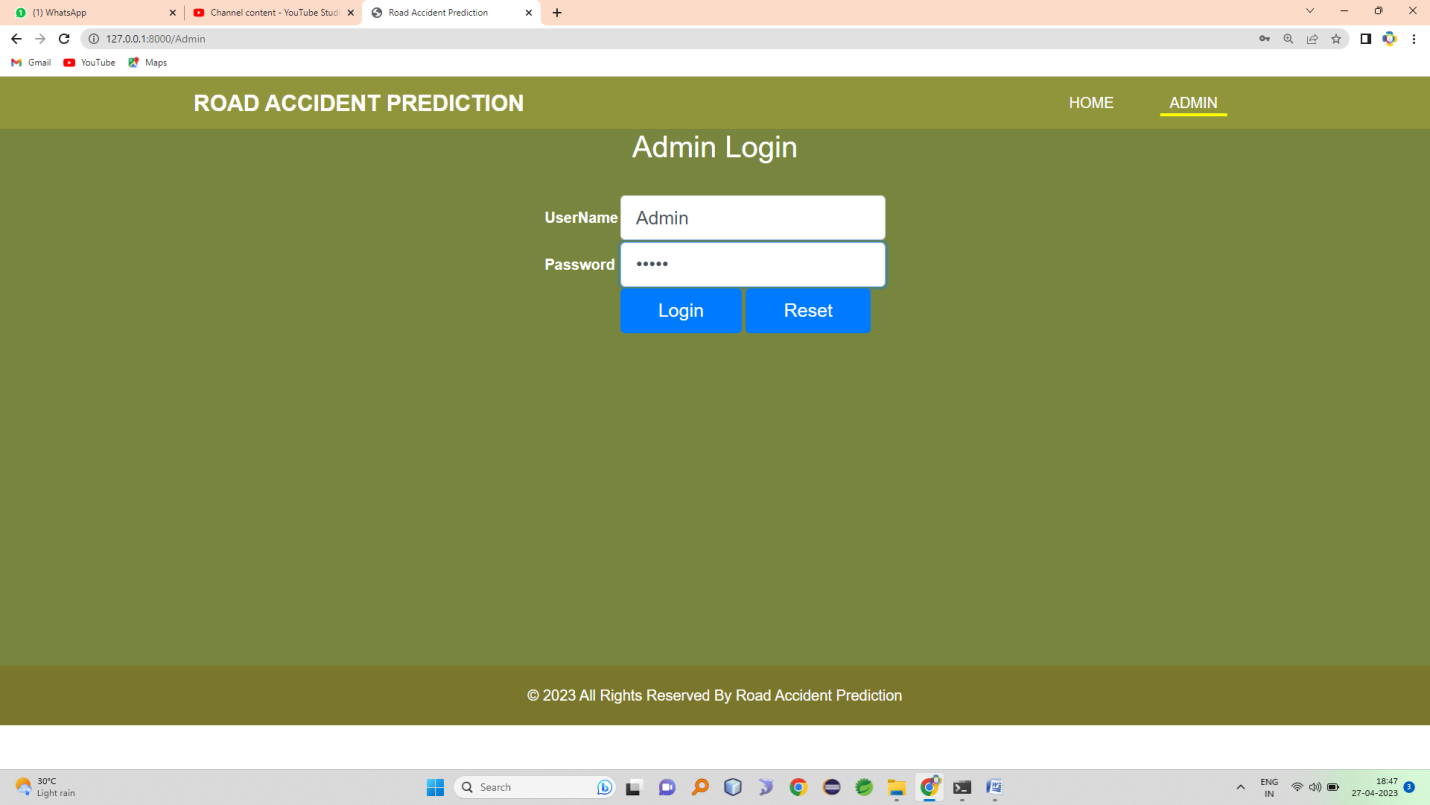 (1) WhatsApp
Channel content - YouTube Studi
Road Accident Prediction
127.0.0.1:8000/Admin
Gmail
YouTube
Maps
ROAD ACCIDENT PREDICTION
HOME
ADMIN
Admin Login
UserName
Admin
Password
•••••
Login
Reset
© 2023 All Rights Reserved By Road Accident Prediction
30°C
Light rain
Search
ENG
IN
18:47
27-04-2023
3